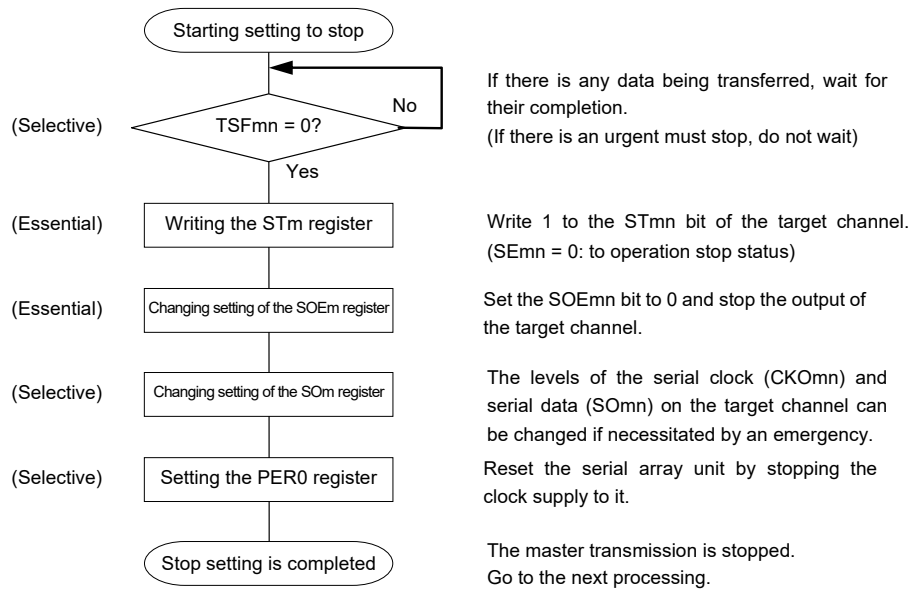 Starting setting to stop
If there is any data being transferred, wait for
their completion.
(If there is an urgent must stop, do not wait)
(Selective)
TSFmn = 0?
No
Yes
(Essential)
Writing the STm register
Write 1 to the STmn bit of the target channel.
(SEmn = 0: to operation stop status)
(Essential)
Changing setting of the SOEm register
Set the SOEmn bit to 0 and stop the output of
the target channel.
(Selective)
Changing setting of the SOm register
The levels of the serial clock (CKOmn) and
serial data (SOmn) on the target channel can
be changed if necessitated by an emergency.
(Selective)
Setting the PER0 register
Reset the serial array unit by stopping the
clock supply to it.
Stop setting is completed
The master transmission is stopped.
Go to the next processing.